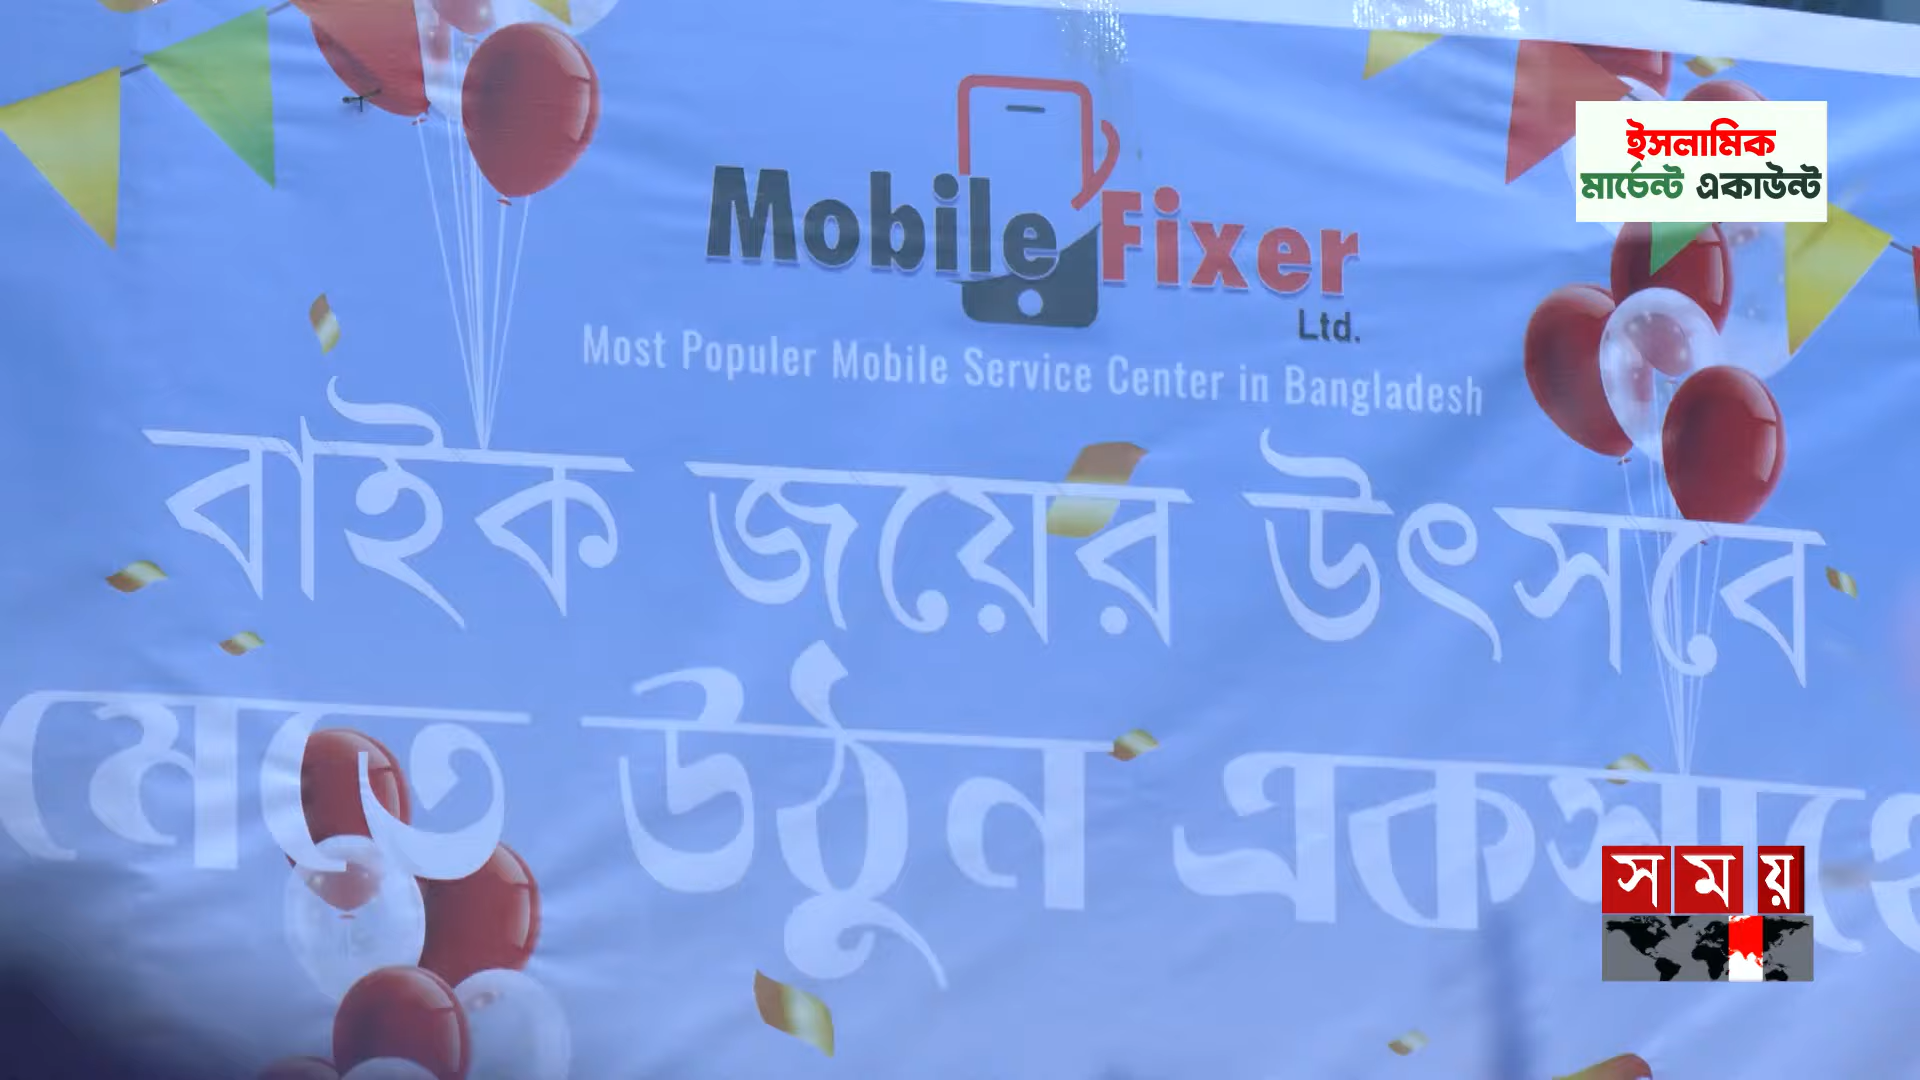 Mobile Fixer
Ltd.
Most Populer Mobile Service Center in Bangladesh
ইসলামিক
মার্চেন্ট একাউন্ট
বাইক জয়ের উৎসবে
মেতে উঠুন একসাথে
সময়